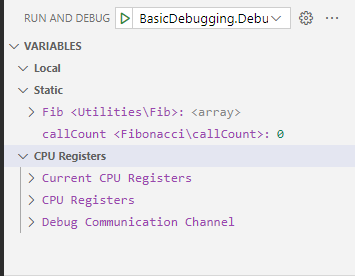 RUN AND DEBUG BasicDebugging.Debu
VARIABLES
Local
Static
Fib <Utilities\Fib>: <array>
callCount <Fibonacci\callCount>: 0
CPU Registers
Current CPU Registers
CPU Registers
Debug Communication Channel